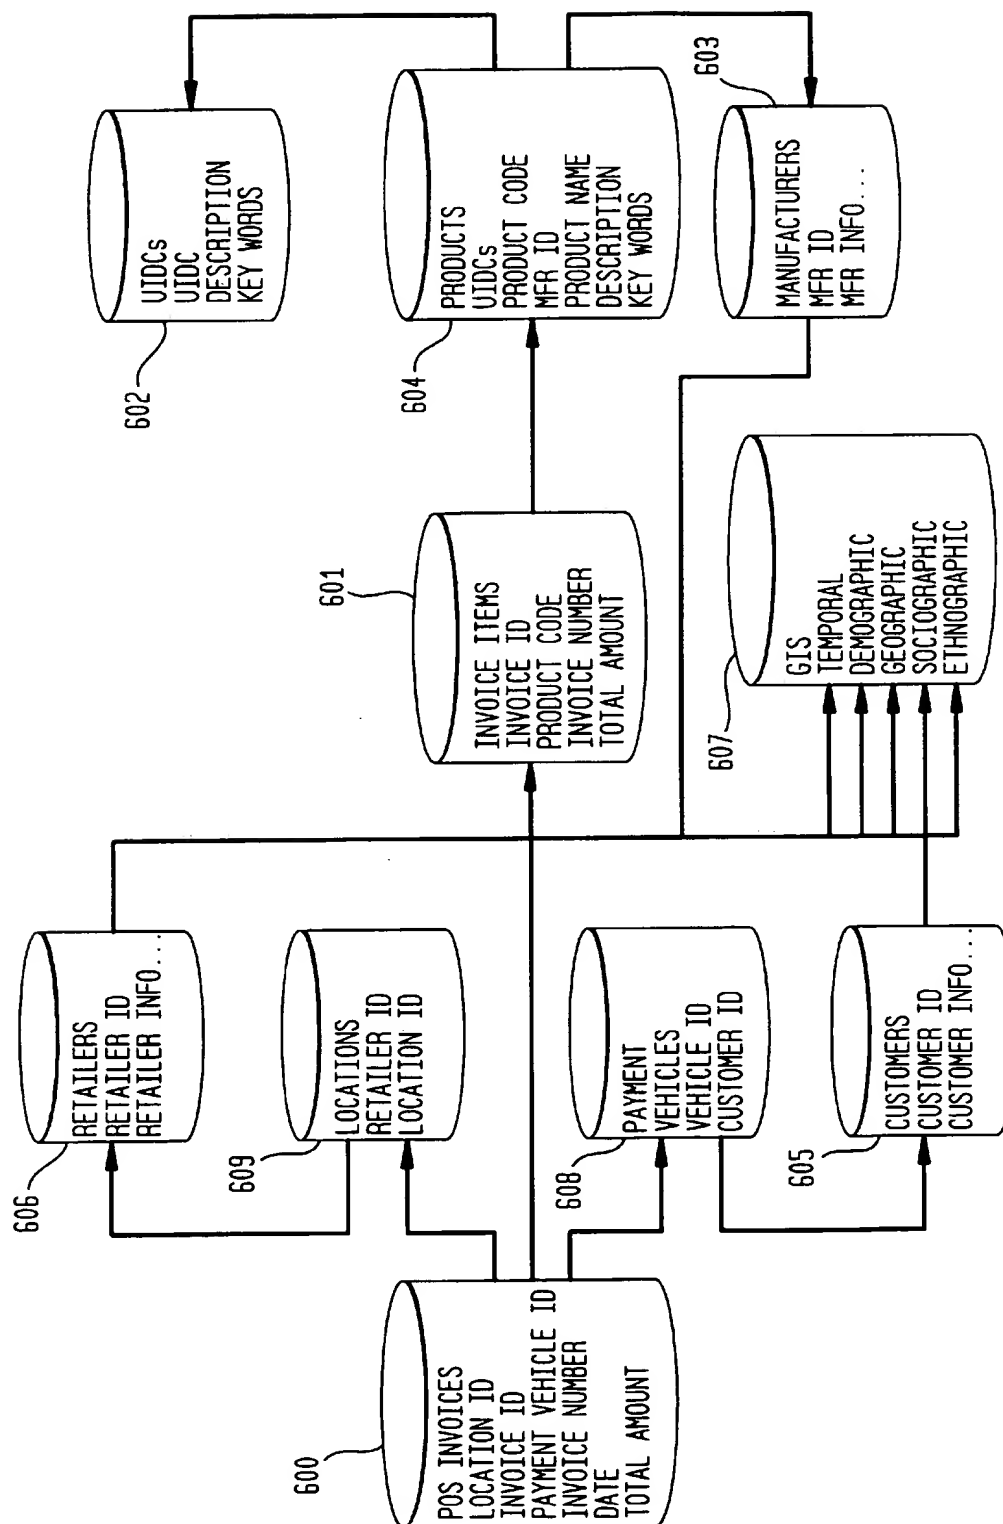 606
RETAILERS
RETAILER ID
RETAILER INFO...
609
LOCATIONS
RETAILER ID
LOCATION ID
600
POS INVOICES
LOCATION ID
INVOICE ID
PAYMENT VEHICLE ID
INVOICE NUMBER
DATE
TOTAL AMOUNT
608
PAYMENT
VEHICLES
VEHICLE ID
CUSTOMER ID
605
CUSTOMERS
CUSTOMER ID
CUSTOMER INFO...
601
INVOICE ITEMS
INVOICE ID
PRODUCT CODE
INVOICE NUMBER
TOTAL AMOUNT
607
GIS
TEMPORAL
DEMOGRAPHIC
GEOGRAPHIC
SOCIOGRAPHIC
ETHNOGRAPHIC
602
UIDCs
UIDC
DESCRIPTION
KEY WORDS
604
PRODUCTS
UIDCs
PRODUCT CODE
MFR ID
PRODUCT NAME
DESCRIPTION
KEY WORDS
603
MANUFACTURERS
MFR ID
MFR INFO...